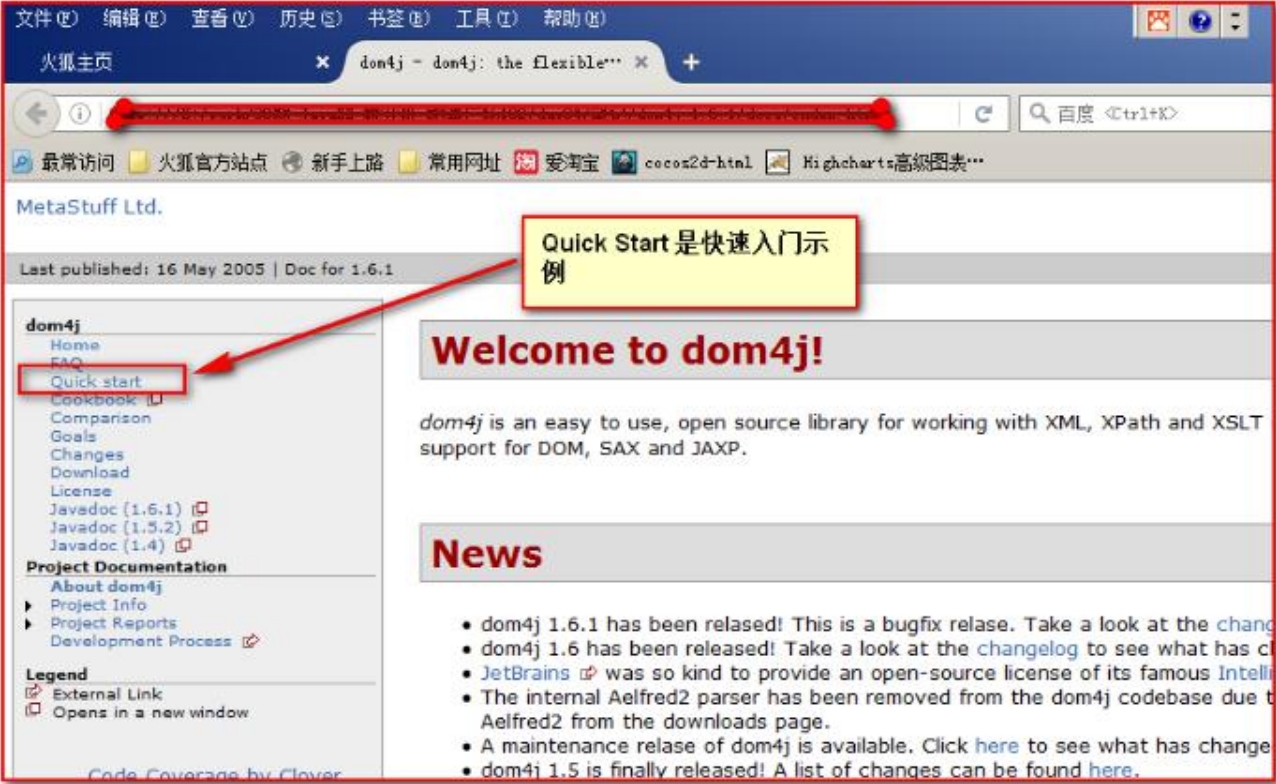 文件(F) 编辑(E) 查看(V) 历史(S) 书签(B) 工具(T) 帮助(H)
火狐主页 × dom4j - dom4j: the flexible… × +
百度 <Ctrl+K>
最常访问 火狐官方站点 新手上路 常用网址 淘 爱淘宝 cocos2d-html Highcharts高级图表…
MetaStuff Ltd.
Quick Start 是快速入门示
例
Last published: 16 May 2005 | Doc for 1.6.1
dom4j
Home
FAQ
Quick start
Cookbook
Comparison
Goals
Changes
Download
License
Javadoc (1.6.1)
Javadoc (1.5.2)
Javadoc (1.4)
Project Documentation
About dom4j
Project Info
Project Reports
Development Process
Legend
External Link
Opens in a new window
Code Coverage by Clover
Welcome to dom4j!
dom4j is an easy to use, open source library for working with XML, XPath and XSLT
support for DOM, SAX and JAXP.
News
• dom4j 1.6.1 has been relased! This is a bugfix relase. Take a look at the chang
• dom4j 1.6 has been released! Take a look at the changelog to see what has c
• JetBrains was so kind to provide an open-source license of its famous Intelli
• The internal Aelfred2 parser has been removed from the dom4j codebase due t
Aelfred2 from the downloads page.
• A maintenance relase of dom4j is available. Click here to see what has change
• dom4j 1.5 is finally released! A list of changes can be found here.